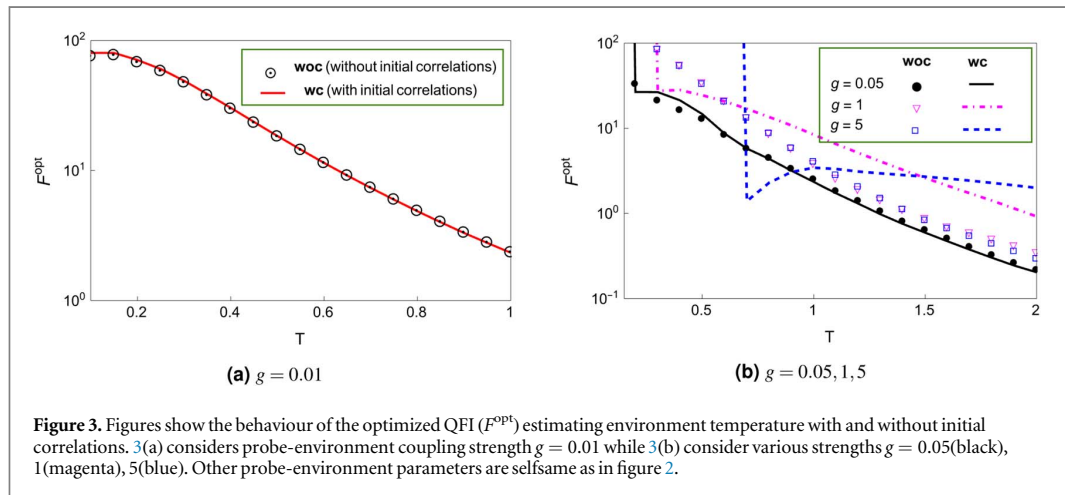 10²
10¹
10⁰
F^opt
woc (without initial correlations)
wc (with initial correlations)
0.2 0.4 0.6 0.8 1
T
(a) g = 0.01
10²
10¹
10⁰
10⁻¹
F^opt
woc wc
g = 0.05
g = 1
g = 5
0.5 1 1.5 2
T
(b) g = 0.05, 1, 5
Figure 3. Figures show the behaviour of the optimized QFI (F^opt) estimating environment temperature with and without initial
correlations. 3(a) considers probe-environment coupling strength g = 0.01 while 3(b) consider various strengths g = 0.05(black),
1(magenta), 5(blue). Other probe-environment parameters are selfsame as in figure 2.